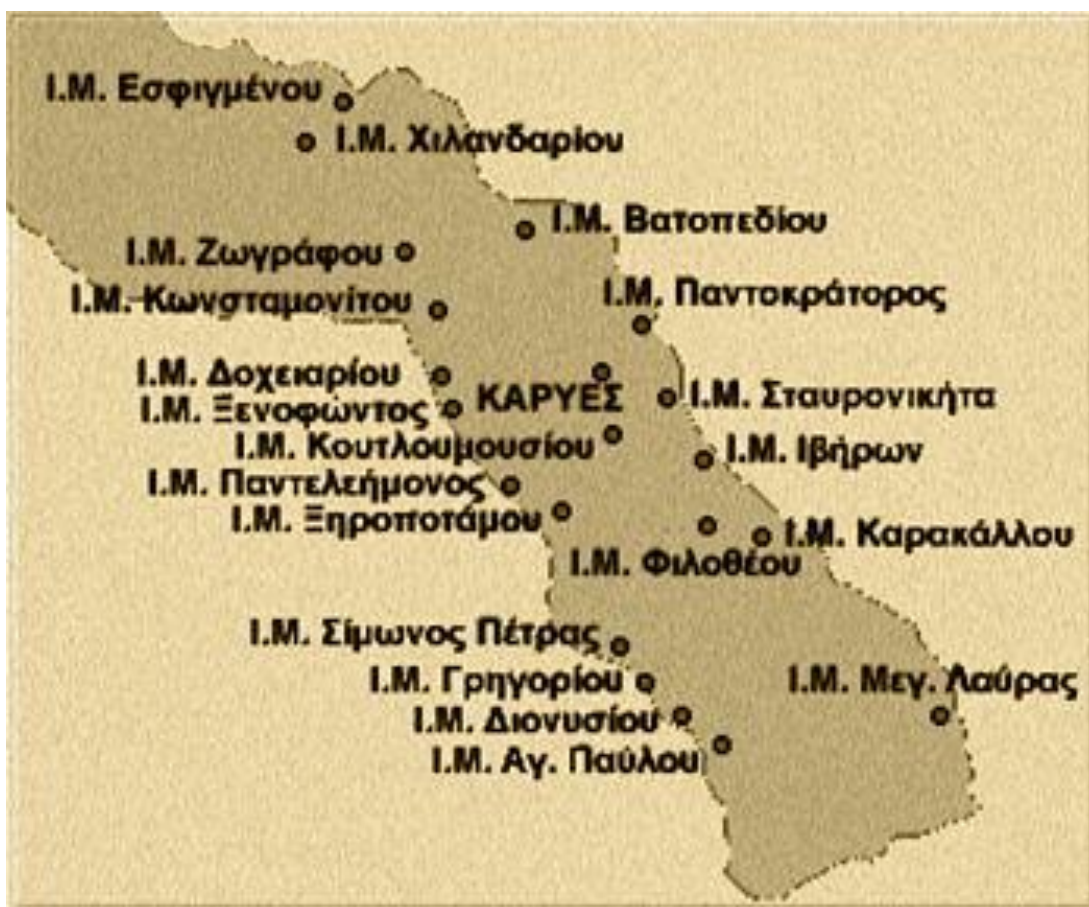 Ι.Μ. Εσφιγμένου
Ι.Μ. Χιλανδαρίου
Ι.Μ. Βατοπεδίου
Ι.Μ. Ζωγράφου
Ι.Μ. Κωνσταμονίτου
Ι.Μ. Παντοκράτορος
Ι.Μ. Δοχειαρίου
ΚΑΡΥΕΣ
Ι.Μ. Σταυρονικήτα
Ι.Μ. Ξενοφώντος
Ι.Μ. Κουτλουμουσίου
Ι.Μ. Ιβήρων
Ι.Μ. Παντελεήμονος
Ι.Μ. Ξηροποτάμου
Ι.Μ. Καρακάλλου
Ι.Μ. Φιλοθέου
Ι.Μ. Σίμωνος Πέτρας
Ι.Μ. Γρηγορίου
Ι.Μ. Μεγ. Λαύρας
Ι.Μ. Διονυσίου
Ι.Μ. Αγ. Παύλου